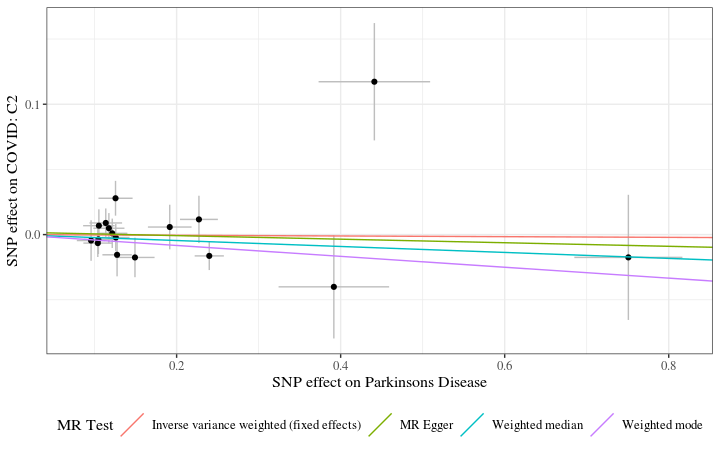 SNP effect on COVID: C2
0.1
0.0
0.2 0.4 0.6 0.8
SNP effect on Parkinsons Disease
MR Test Inverse variance weighted (fixed effects) MR Egger Weighted median Weighted mode